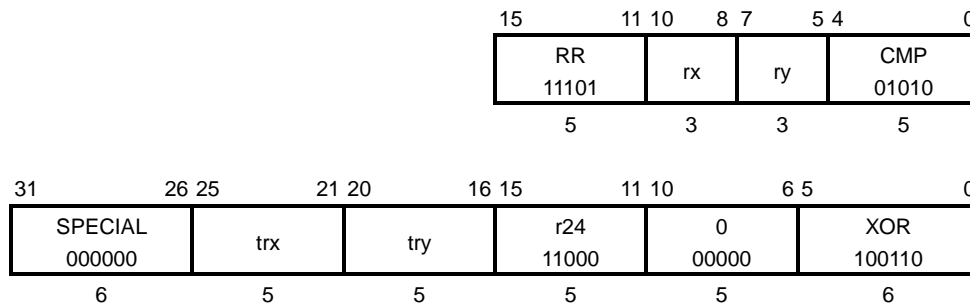 15 11 10 8 7 5 4 0
RR rx ry CMP
11101 01010
5 3 3 5
31 26 25 21 20 16 15 11 10 6 5 0
SPECIAL trx try r24 0 XOR
000000 11000 00000 100110
6 5 5 5 5 6